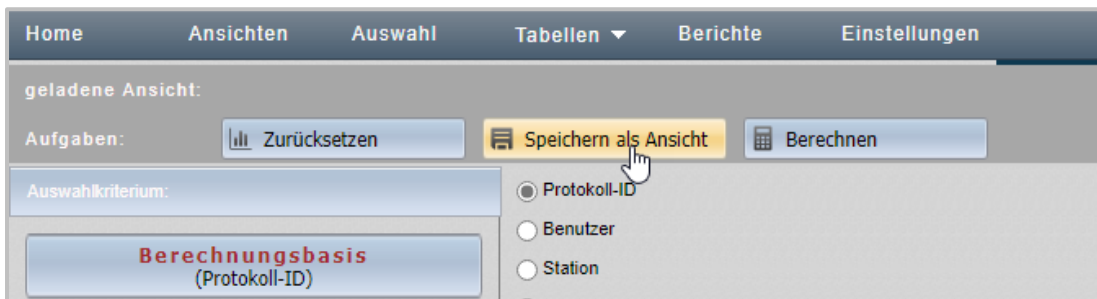 Home Ansichten Auswahl Tabellen Berichte Einstellungen
geladene Ansicht:
Aufgaben: Zurücksetzen Speichern als Ansicht Berechnen
Auswahlkriterium:
Protokoll-ID
Benutzer
Berechnungsbasis
(Protokoll-ID)
Station